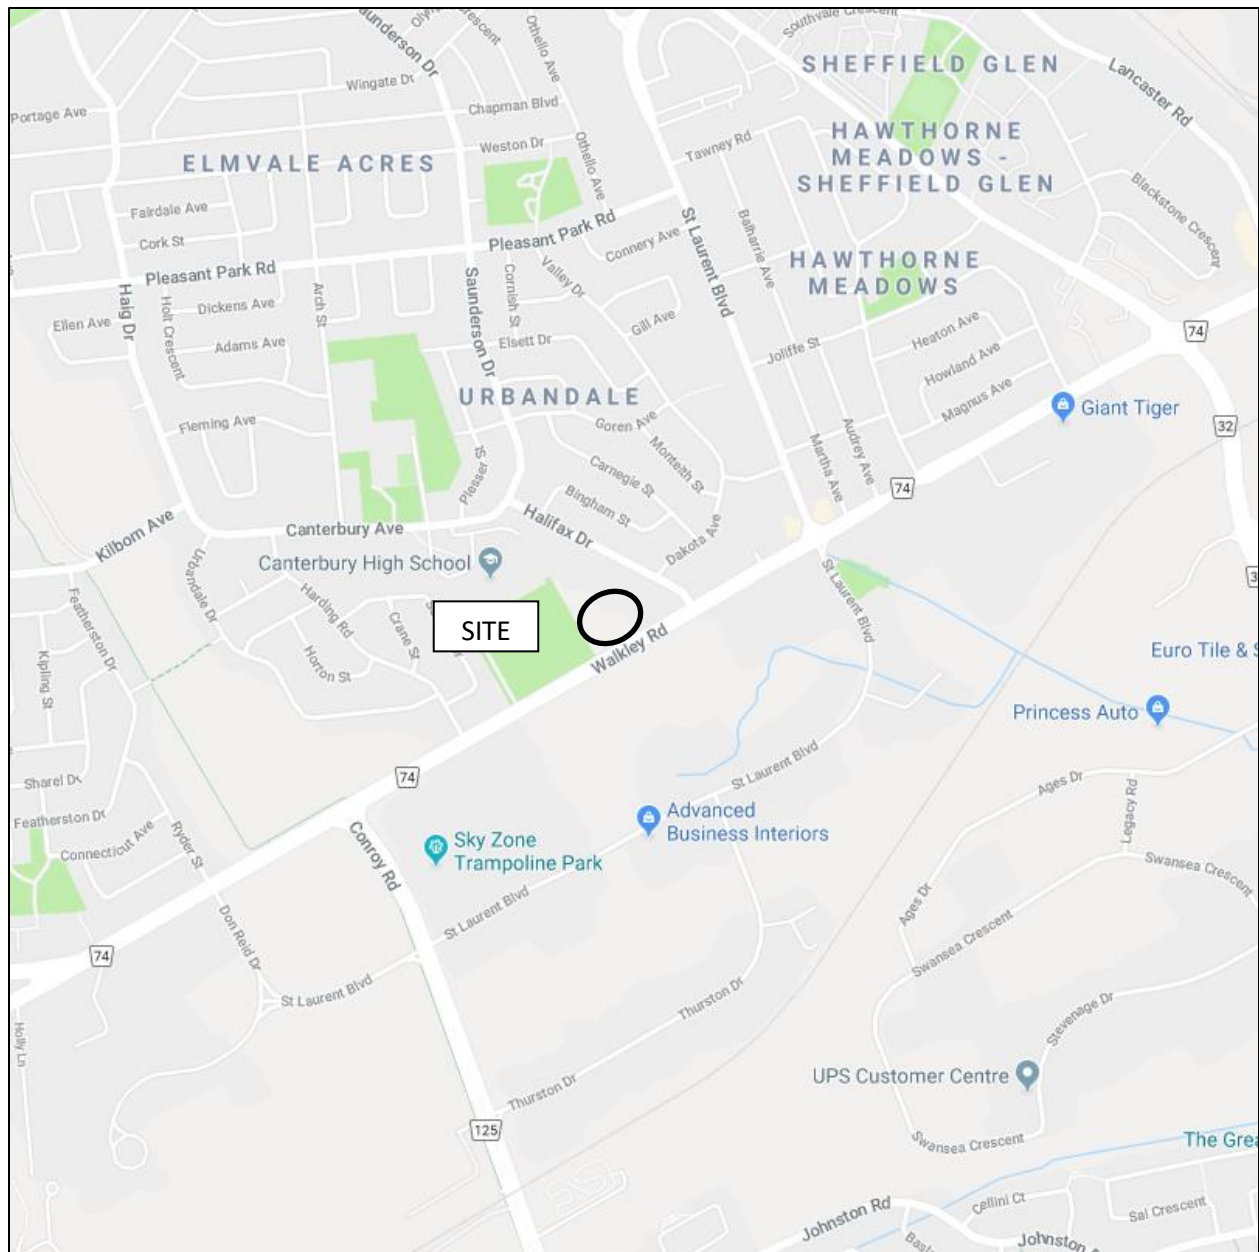 Saunderson Dr
Crescent
Othello Ave
Southvale Crescent
SHEFFIELD GLEN
Lancaster Rd
Wingate Dr
Chapman Blvd
Portage Ave
Weston Dr
Othello Ave
Tawney Rd
HAWTHORNE
MEADOWS -
SHEFFIELD GLEN
ELMVALE ACRES
Blackstone Crescent
Fairdale Ave
Cork St
Pleasant Park Rd
Connery Ave
St Laurent Blvd
Balharrie Ave
HAWTHORNE
MEADOWS
Pleasant Park Rd
Haig Dr
Holt Crescent
Dickens Ave
Arch St
Saunderson Dr
Cornish St
Valley Dr
Gill Ave
Ellen Ave
Adams Ave
Elsett Dr
Joliffe St
Heaton Ave
Howland Ave
Magnus Ave
74
URBANDALE
Giant Tiger
Fleming Ave
Goren Ave
Monteith St
32
Plesser St
Carnegie St
Bingham St
Martha Ave
Audrey Ave
74
Kilborn Ave
Canterbury Ave
Halifax Dr
Dakota Ave
Canterbury High School
Urbandale Dr
Harding Rd
Crane St
Horton St
SITE
Walkley Rd
St Laurent Blvd
Featherston Dr
Kipling St
Euro Tile &
Princess Auto
74
Sharel Dr
Featherston Dr
Connecticut Ave
Ryder St
Conroy Rd
Sky Zone
Trampoline Park
Advanced
Business Interiors
St Laurent Blvd
Ages Dr
Legacy Rd
Swansea Crescent
St Laurent Blvd
Ages Dr
Swansea Crescent
Don Reid Dr
74
St Laurent Blvd
Thurston Dr
Stevenage Dr
Holly Ln
Thurston Dr
UPS Customer Centre
125
Swansea Crescent
The Grea
Johnston Rd
Cellini Ct
Sal Crescent
Johnston